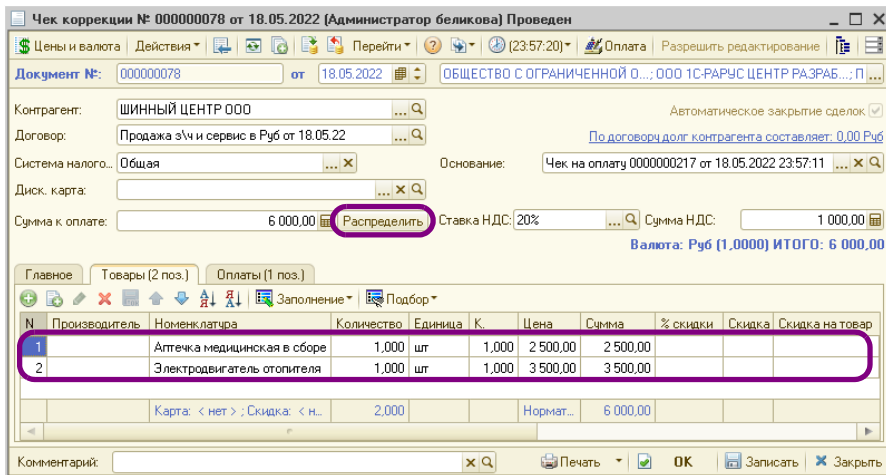 Чек коррекции № 000000078 от 18.05.2022 (Администратор беликова) Проведен
Цены и валюта Действия Перейти (23:57:20) Оплата Разрешить редактирование
Документ №: 000000078 от 18.05.2022 ОБЩЕСТВО С ОГРАНИЧЕННОЙ О...; ООО 1С-РАРУС ЦЕНТР РАЗРАБ...; П ...
Контрагент: ШИННЫЙ ЦЕНТР ООО ... Автоматическое закрытие сделок
Договор: Продажа з\ч и сервис в Руб от 18.05.22 ... По договору долг контрагента составляет: 0,00 Руб
Система налого... Общая ... Основание: Чек на оплату 0000000217 от 18.05.2022 23:57:11 ...
Диск. карта: ...
Сумма к оплате: 6 000,00 Распределить Ставка НДС: 20% ... Сумма НДС: 1 000,00
Валюта: Руб (1,0000) ИТОГО: 6 000,00
Главное Товары (2 поз.) Оплаты (1 поз.)
Заполнение Подбор
N Производитель Номенклатура Количество Единица К. Цена Сумма % скидки Скидка Скидка на товар
1 Аптечка медицинская в сборе 1,000 шт 1,000 2 500,00 2 500,00
2 Электродвигатель отопителя 1,000 шт 1,000 3 500,00 3 500,00
Карта: < нет > ; Скидка: < н... 2,000 Нормат... 6 000,00
Комментарий: Печать OK Записать Закрыть